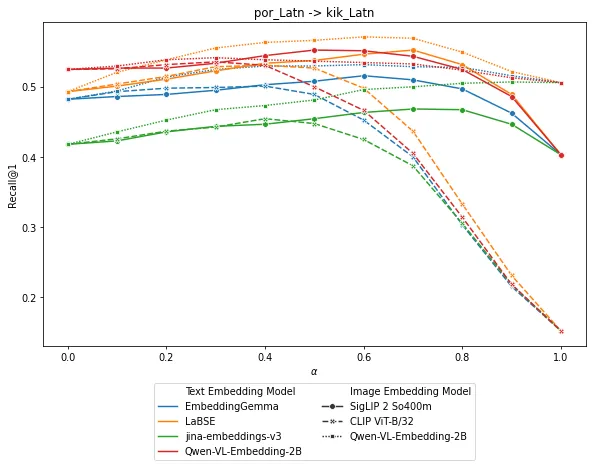 por_Latn -> kik_Latn
Recall@1
0.5
0.4
0.3
0.2
0.0 0.2 0.4 0.6 0.8 1.0
α
Text Embedding Model Image Embedding Model
EmbeddingGemma SigLIP 2 So400m
LaBSE CLIP ViT-B/32
jina-embeddings-v3 Qwen-VL-Embedding-2B
Qwen-VL-Embedding-2B